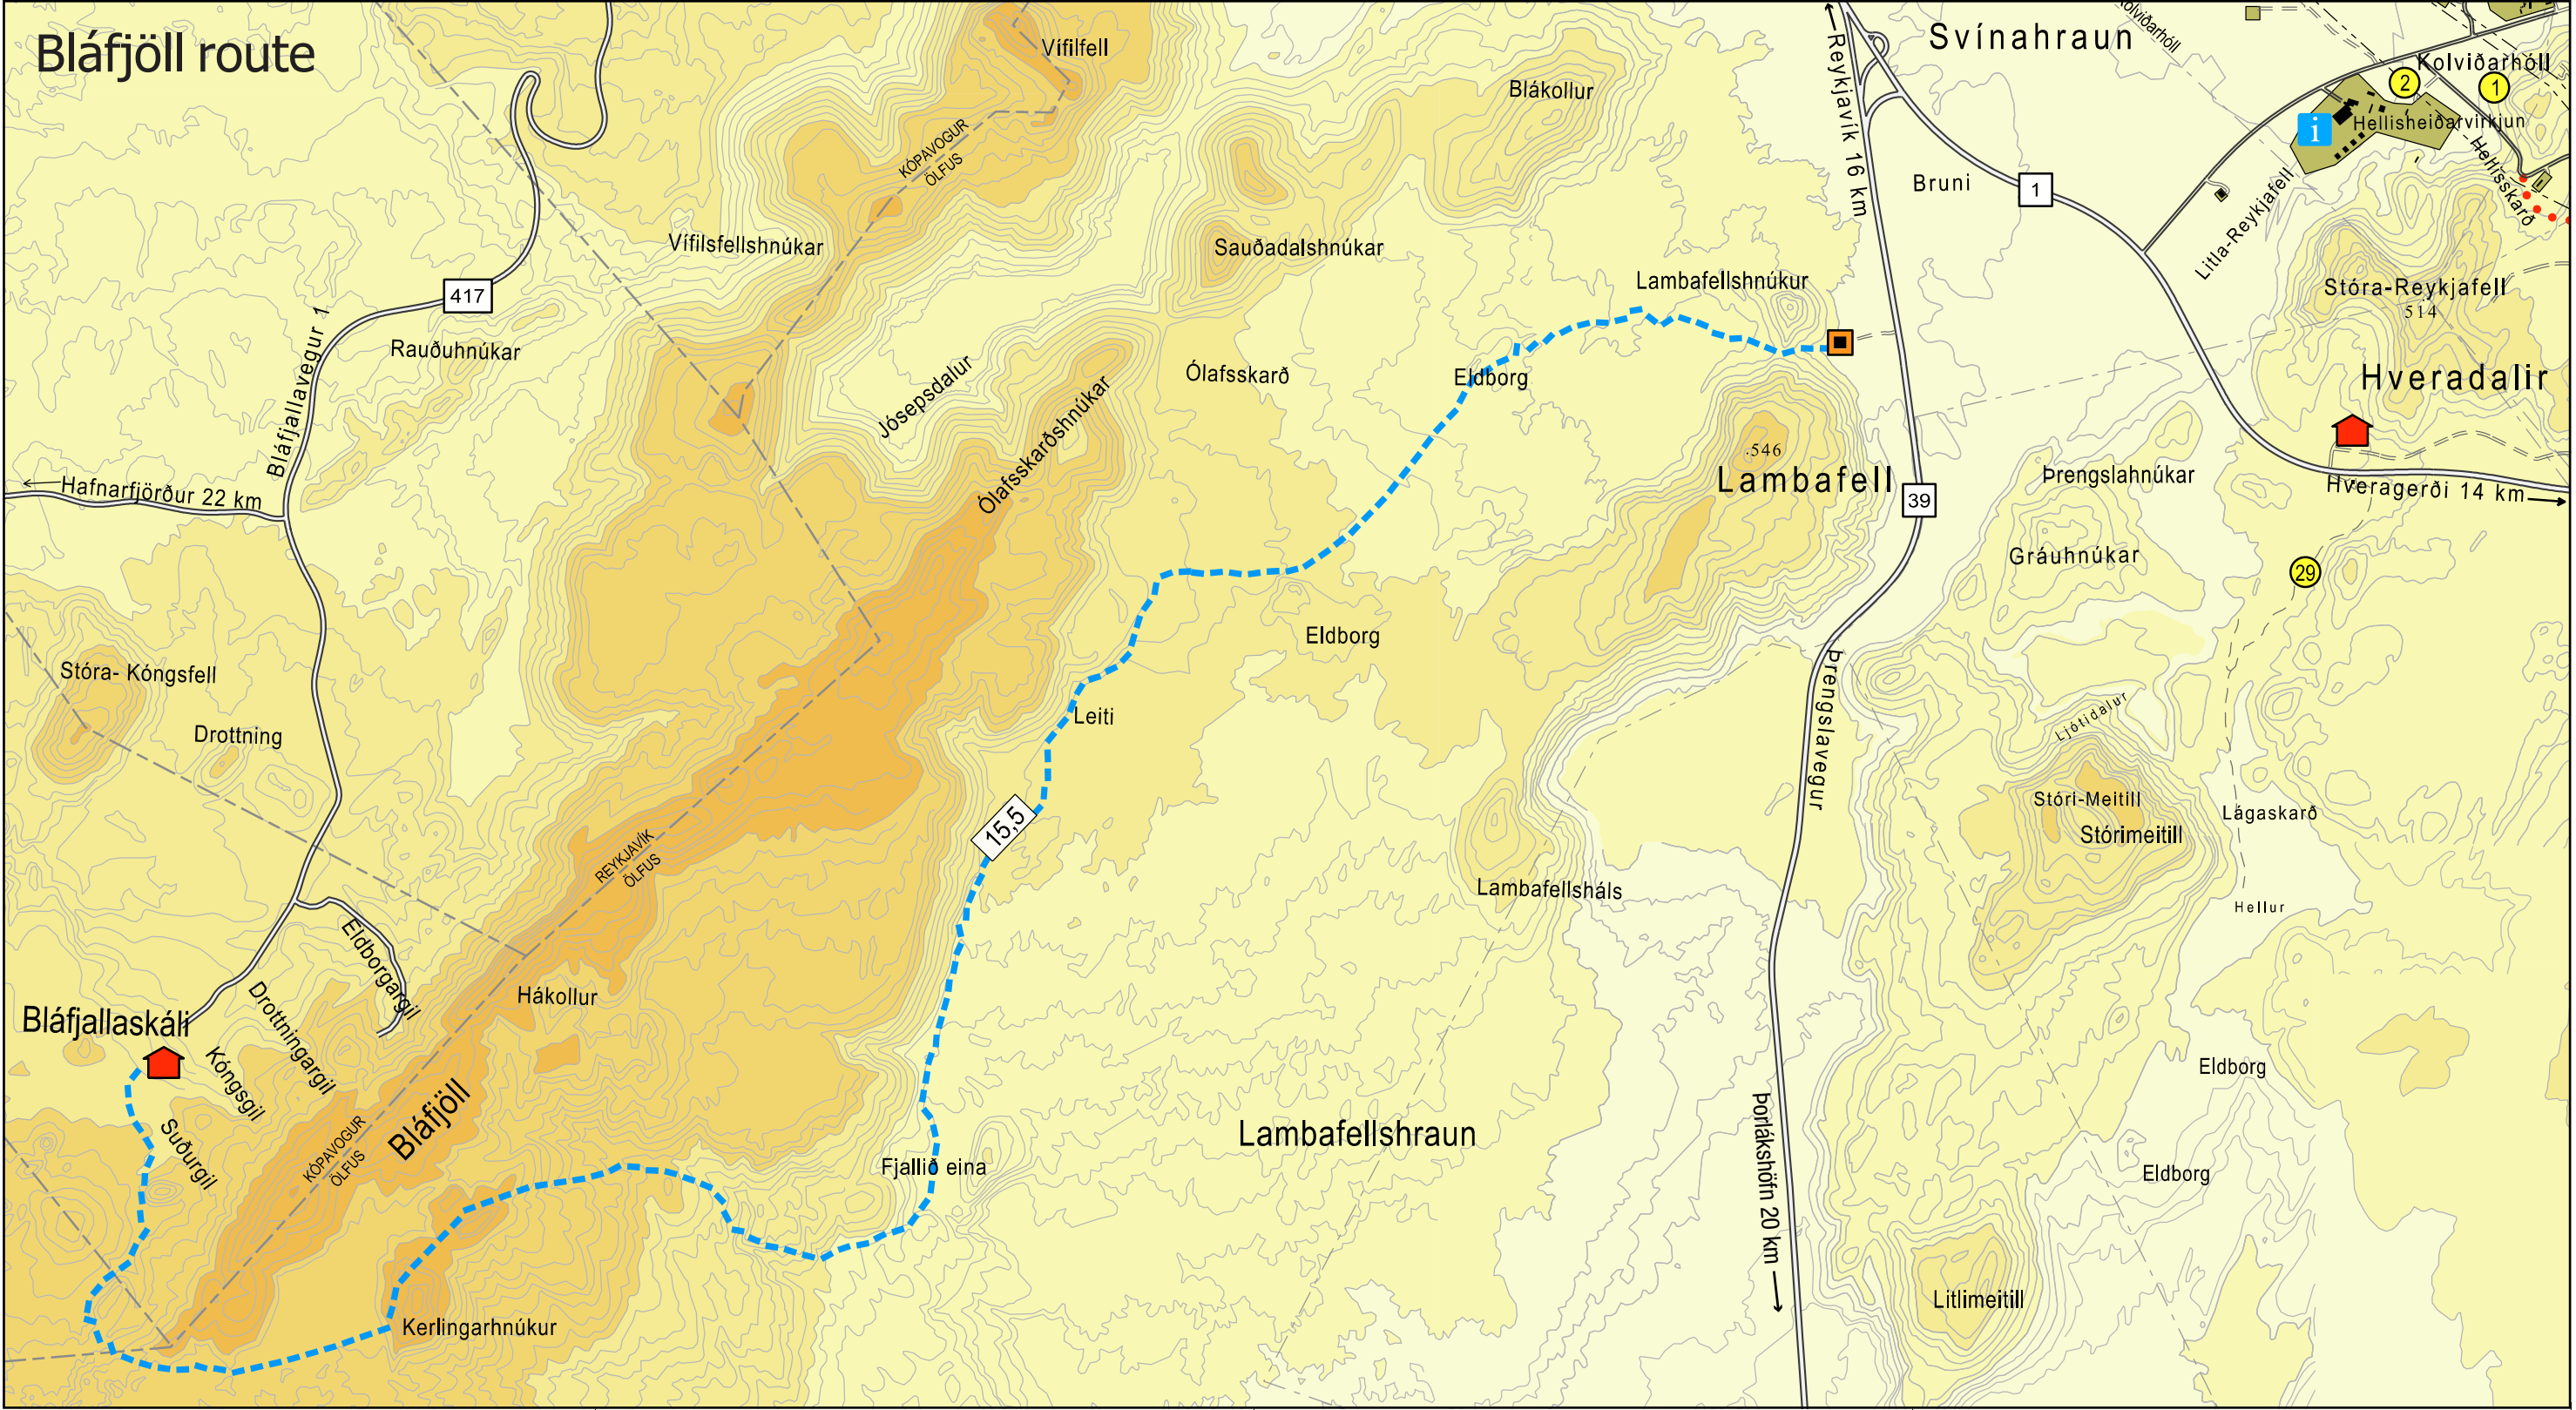 Bláfjöll route
Vífilfell
Svínahraun
Kolviðarhóll
Kolviðarhóll
2
1
Blákollur
Reykjavík 16 km
i
Hellisheiðarvirkjun
Hellisskarð
KÓPAVOGUR
ÖLFUS
Bruni
1
Litla-Reykjafell
Vífilsfellshnúkar
Sauðadalshnúkar
Lambafellshnúkur
Stóra-Reykjafell
514
417
Bláfjallavegur 1
Rauðuhnúkar
Jósepsdalur
Ólafsskarð
Eldborg
Hveradalir
Ólafsskarðshnúkar
.546
Lambafell
39
Þrengslahnúkar
Hafnarfjörður 22 km
Hveragerði 14 km
Gráuhnúkar
29
Eldborg
Stóra- Kóngsfell
Drottning
Leiti
Þrengslavegur
Ljótidalur
15,5
Stóri-Meitill
Stórimeitill
Lágaskarð
REYKJAVÍK
ÖLFUS
Lambafellsháls
Hellur
Eldborgargil
Hákollur
Bláfjallaskáli
Drottningargil
Kóngsgil
Suðurgil
Bláfjöll
KÓPAVOGUR
ÖLFUS
Eldborg
Lambafellshraun
Þorlákshöfn 20 km
Fjallið eina
Eldborg
Litlimeitill
Kerlingarhnúkur